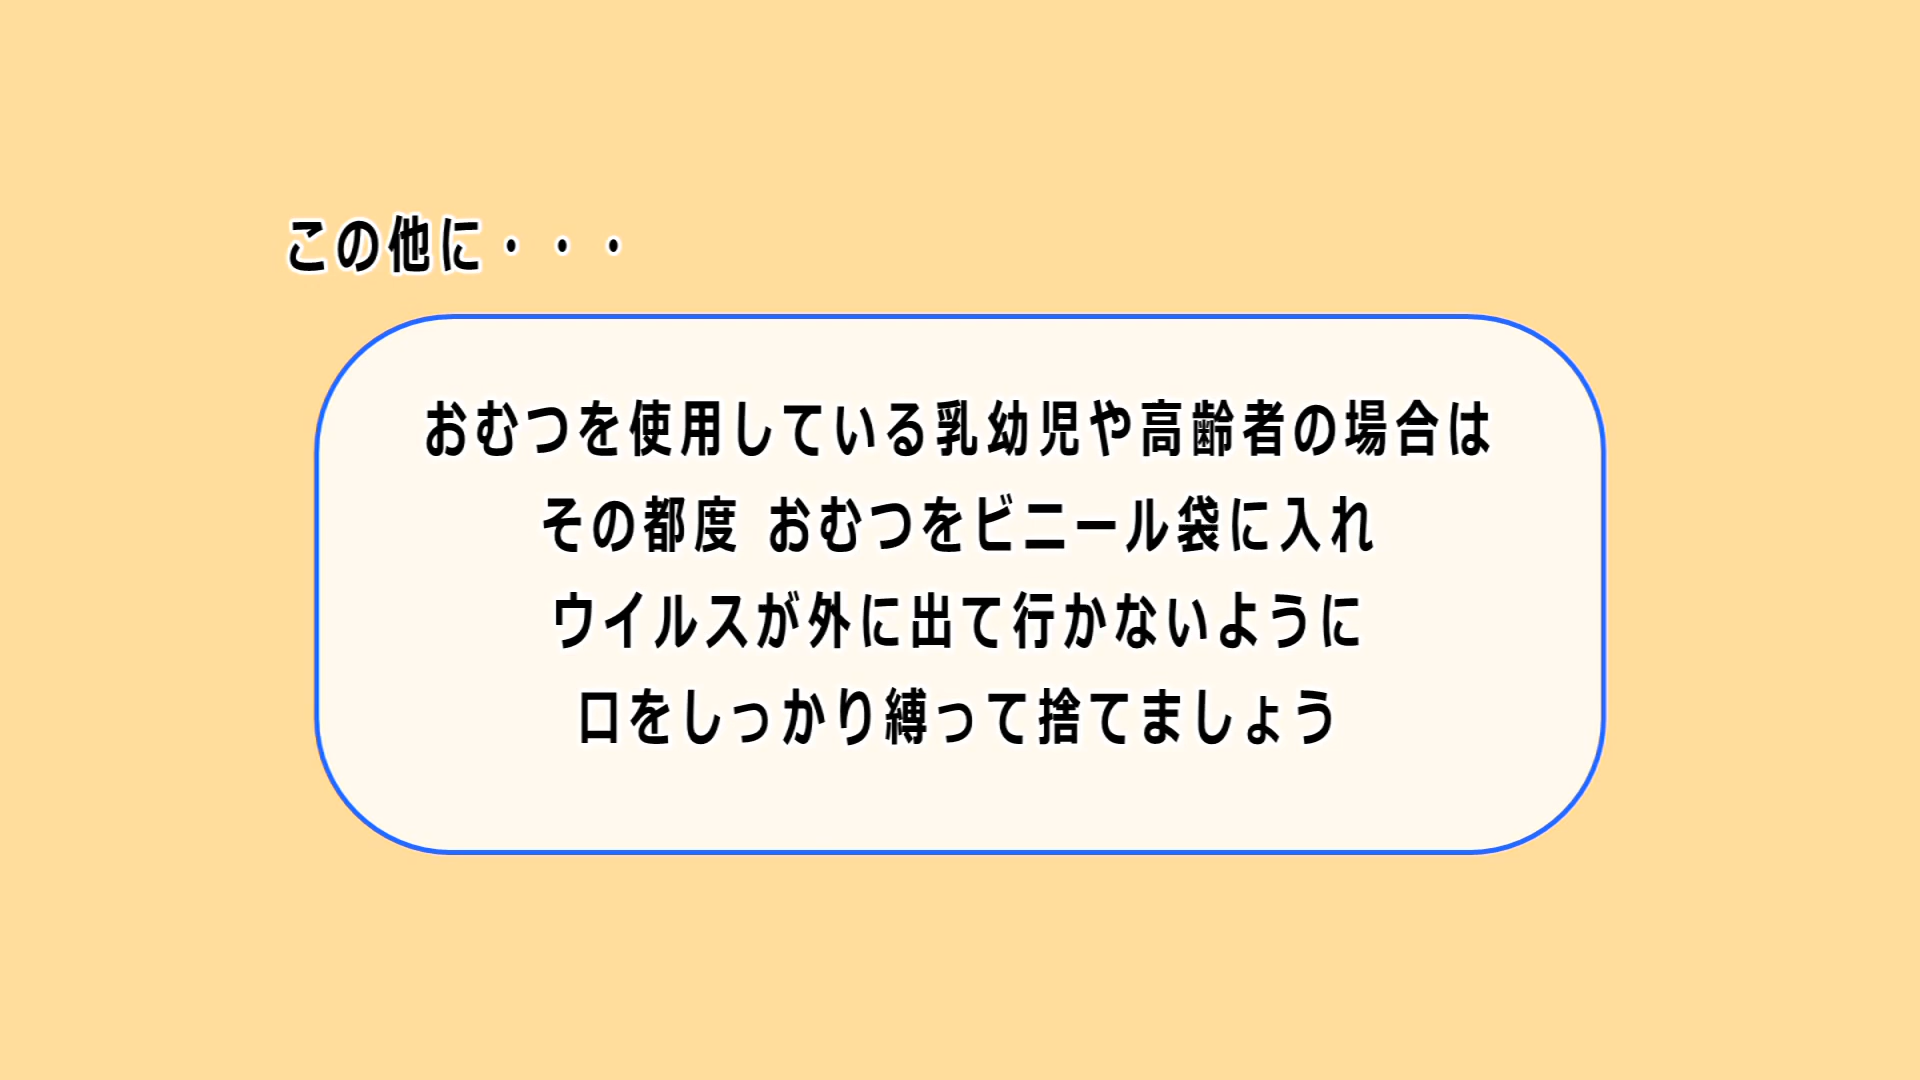 この他に・・・
おむつを使用している乳幼児や高齢者の場合は
その都度 おむつをビニール袋に入れ
ウイルスが外に出て行かないように
口をしっかり縛って捨てましょう